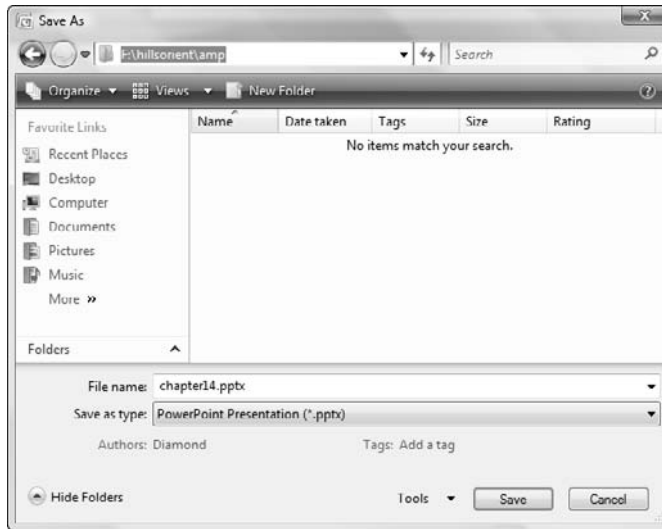 Save As
F:\hillsorient\amp Search
Organize Views New Folder
Favorite Links
Name Date taken Tags Size Rating
No items match your search.
Recent Places
Desktop
Computer
Documents
Pictures
Music
More »
Folders
File name: chapter14.pptx
Save as type: PowerPoint Presentation (*.pptx)
Authors: Diamond Tags: Add a tag
Hide Folders Tools Save Cancel